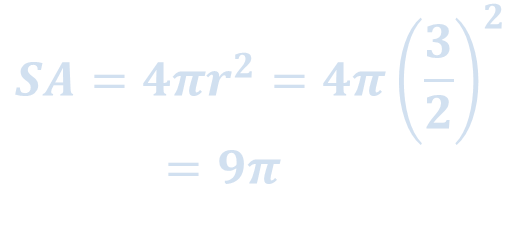 SA = 4πr² = 4π(3/2)²
= 9π